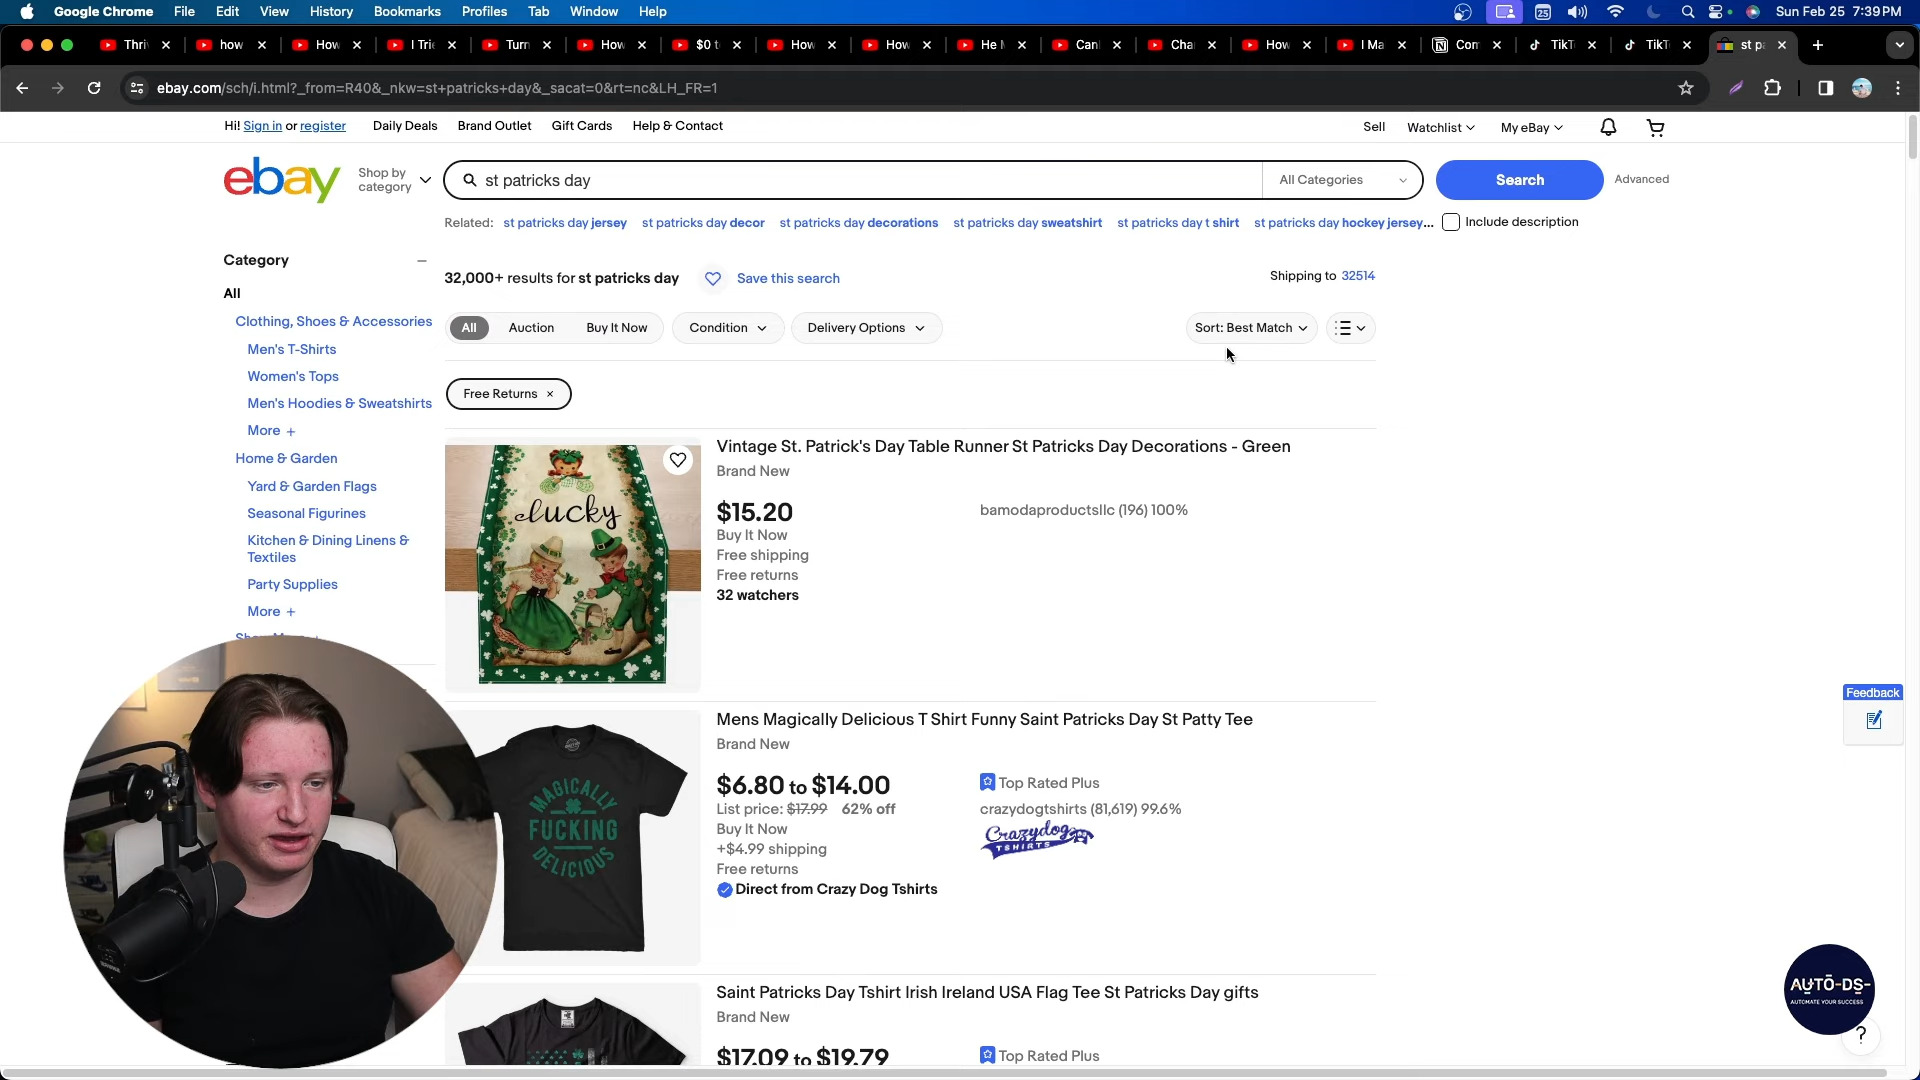 Google Chrome File Edit View History Bookmarks Profiles Tab Window Help
25
Sun Feb 25 7:39 PM
Thri
how
How
I Trie
Turn
How
$0 t
How
How
He M
Can
Cha
How
I Ma
Com
TikT
TikT
st pa
ebay.com/sch/i.html?_from=R40&_nkw=st+patricks+day&_sacat=0&rt=nc&LH_FR=1
Hi! Sign in or register Daily Deals Brand Outlet Gift Cards Help & Contact
Sell Watchlist My eBay
ebay
Shop by
category
st patricks day
All Categories
Search
Advanced
Related: st patricks day jersey st patricks day decor st patricks day decorations st patricks day sweatshirt st patricks day t shirt st patricks day hockey jersey...
Include description
Category
All
Clothing, Shoes & Accessories
Men's T-Shirts
Women's Tops
Men's Hoodies & Sweatshirts
More +
Home & Garden
Yard & Garden Flags
Seasonal Figurines
Kitchen & Dining Linens &
Textiles
Party Supplies
More +
32,000+ results for st patricks day
Save this search
Shipping to 32514
All Auction Buy It Now
Condition
Delivery Options
Sort: Best Match
Free Returns ×
lucky
Vintage St. Patrick's Day Table Runner St Patricks Day Decorations - Green
Brand New
$15.20
Buy It Now
Free shipping
Free returns
32 watchers
bamodaproductsllc (196) 100%
MAGICALLY
FUCKING
DELICIOUS
Mens Magically Delicious T Shirt Funny Saint Patricks Day St Patty Tee
Brand New
$6.80 to $14.00
List price: $17.99 62% off
Buy It Now
+$4.99 shipping
Free returns
Direct from Crazy Dog Tshirts
Top Rated Plus
crazydogtshirts (81,619) 99.6%
Crazydog
TSHIRTS
Saint Patricks Day Tshirt Irish Ireland USA Flag Tee St Patricks Day gifts
Brand New
$17.09 to $19.79
Top Rated Plus
Feedback
AUTO-DS-
AUTOMATE YOUR SUCCESS
?